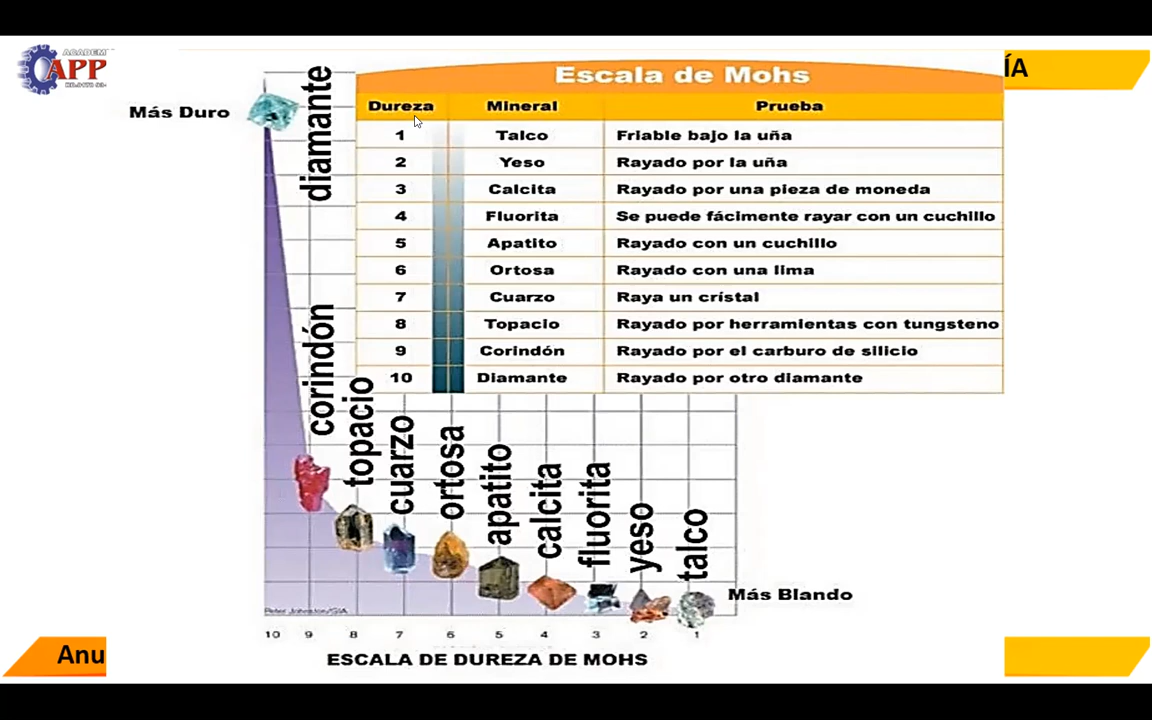 ACADEM
APP
ÍA
Escala de Mohs
Dureza Mineral Prueba
1 Talco Friable bajo la uña
2 Yeso Rayado por la uña
3 Calcita Rayado por una pieza de moneda
4 Fluorita Se puede fácimente rayar con un cuchillo
5 Apatito Rayado con un cuchillo
6 Ortosa Rayado con una lima
7 Cuarzo Raya un crístal
8 Topacio Rayado por herramientas con tungsteno
9 Corindón Rayado por el carburo de silicio
10 Diamante Rayado por otro diamante
Más Duro
diamante
corindón
topacio
cuarzo
ortosa
apatito
calcita
fluorita
yeso
talco
Más Blando
Peter Johnston/SIA
10 9 8 7 6 5 4 3 2 1
ESCALA DE DUREZA DE MOHS
Anu